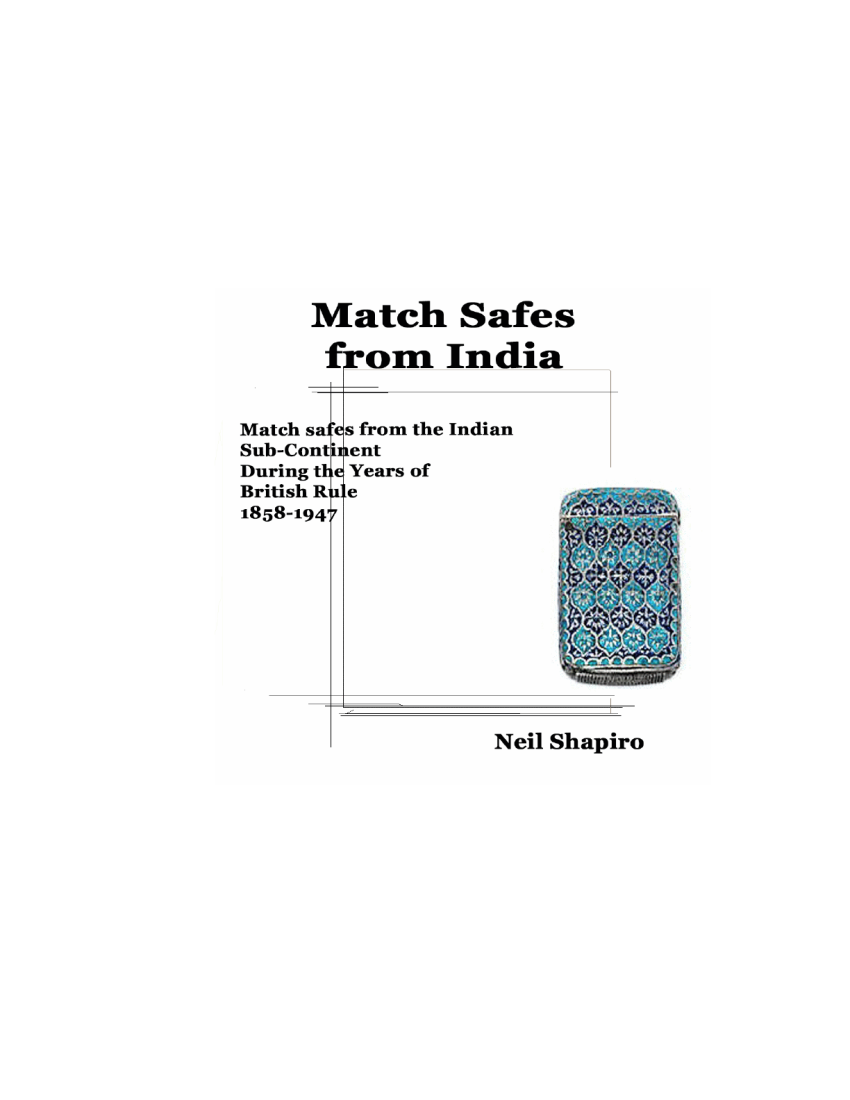 Match Safes
from India
Match safes from the Indian
Sub-Continent
During the Years of
British Rule
1858-1947
Neil Shapiro